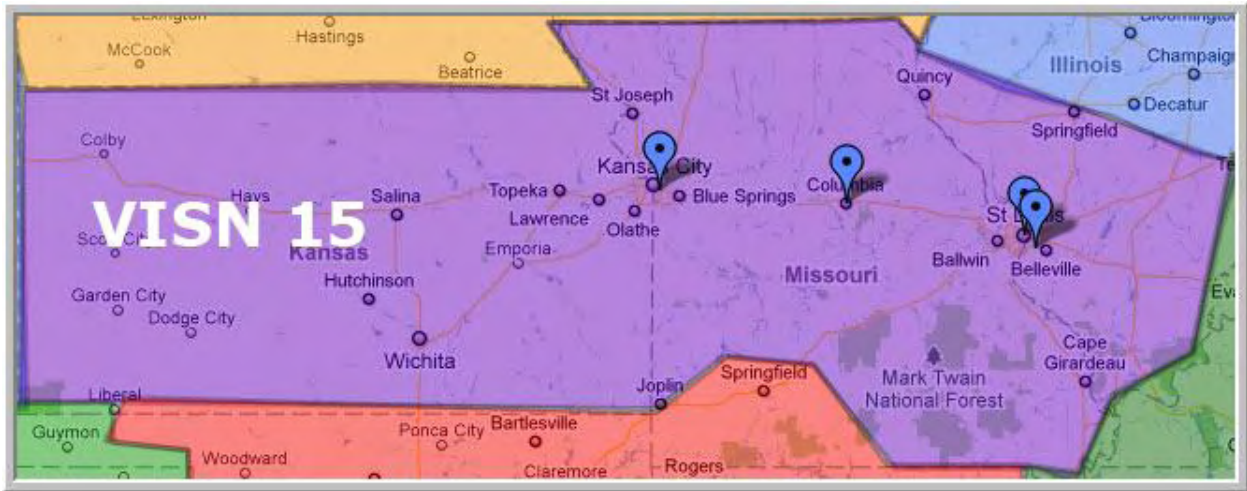 Hastings
McCook
Beatrice
Illinois
Champaign
Quincy
St Joseph
Decatur
Springfield
Colby
Kansas City
Columbia
Hays
Salina
Topeka
Blue Springs
Lawrence
Olathe
St Louis
VISN 15
Scott City
Kansas
Emporia
Ballwin
Belleville
Hutchinson
Missouri
Garden City
Dodge City
Wichita
Cape
Girardeau
Mark Twain
National Forest
Liberal
Joplin
Springfield
Guymon
Ponca City
Bartlesville
Woodward
Claremore
Rogers